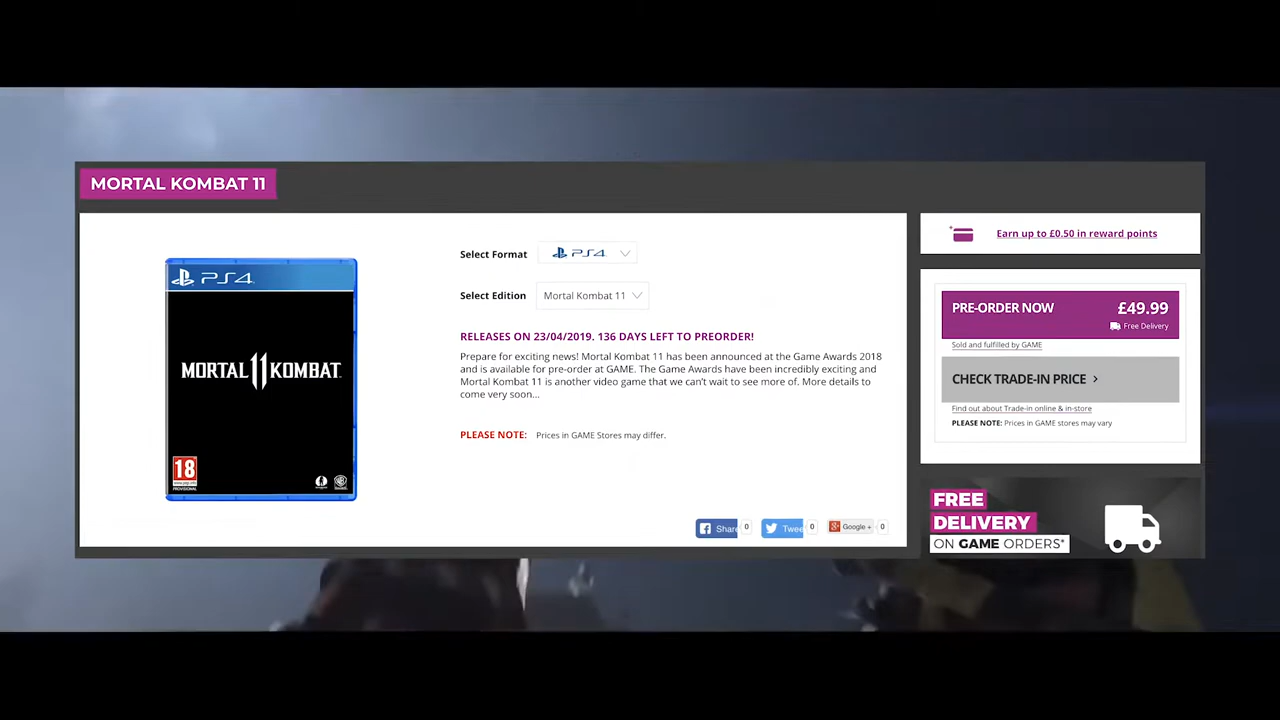 MORTAL KOMBAT 11
PS4
MORTAL 11 KOMBAT
18
www.pegi.info
PROVISIONAL
Select Format
PS4
Select Edition
Mortal Kombat 11
RELEASES ON 23/04/2019. 136 DAYS LEFT TO PREORDER!
Prepare for exciting news! Mortal Kombat 11 has been announced at the Game Awards 2018
and is available for pre-order at GAME. The Game Awards have been incredibly exciting and
Mortal Kombat 11 is another video game that we can't wait to see more of. More details to
come very soon...
PLEASE NOTE: Prices in GAME Stores may differ.
Share 0 Twee 0 Google + 0
Earn up to £0.50 in reward points
PRE-ORDER NOW £49.99
Free Delivery
Sold and fulfilled by GAME
CHECK TRADE-IN PRICE >
Find out about Trade-in online & in-store
PLEASE NOTE: Prices in GAME stores may vary
FREE
DELIVERY
ON GAME ORDERS*